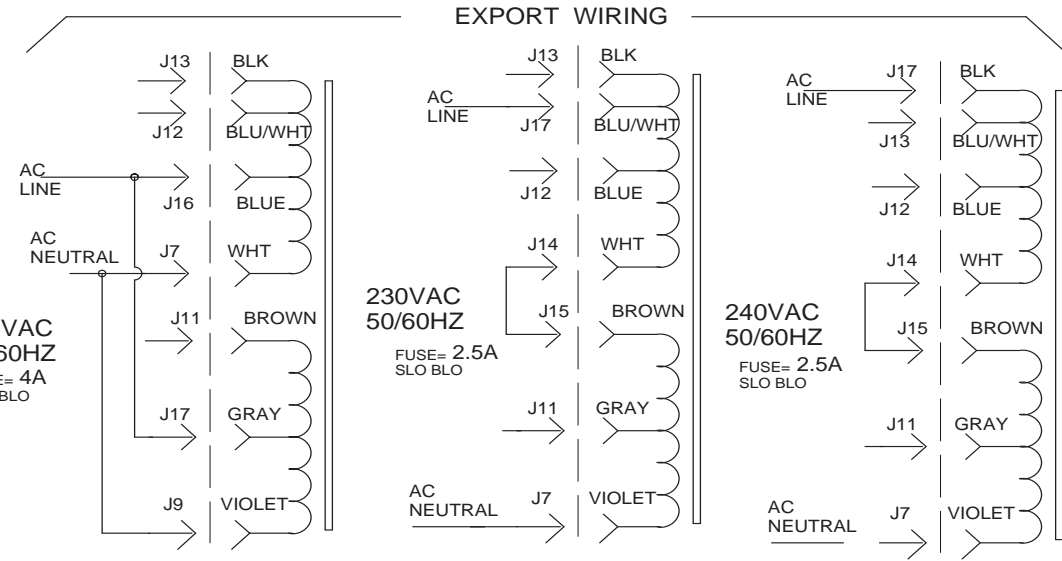 EXPORT WIRING
J13 BLK
J12 BLU/WHT
AC
LINE
J16 BLUE
AC
NEUTRAL
J7 WHT
J11 BROWN
VAC
60HZ
= 4A
BLO
J17 GRAY
J9 VIOLET
J13 BLK
AC
LINE
J17 BLU/WHT
J12 BLUE
J14 WHT
230VAC
50/60HZ
FUSE= 2.5A
SLO BLO
J15 BROWN
J11 GRAY
AC
NEUTRAL
J7 VIOLET
AC
LINE
J17 BLK
J13 BLU/WHT
J12 BLUE
J14 WHT
240VAC
50/60HZ
FUSE= 2.5A
SLO BLO
J15 BROWN
J11 GRAY
AC
NEUTRAL
J7 VIOLET